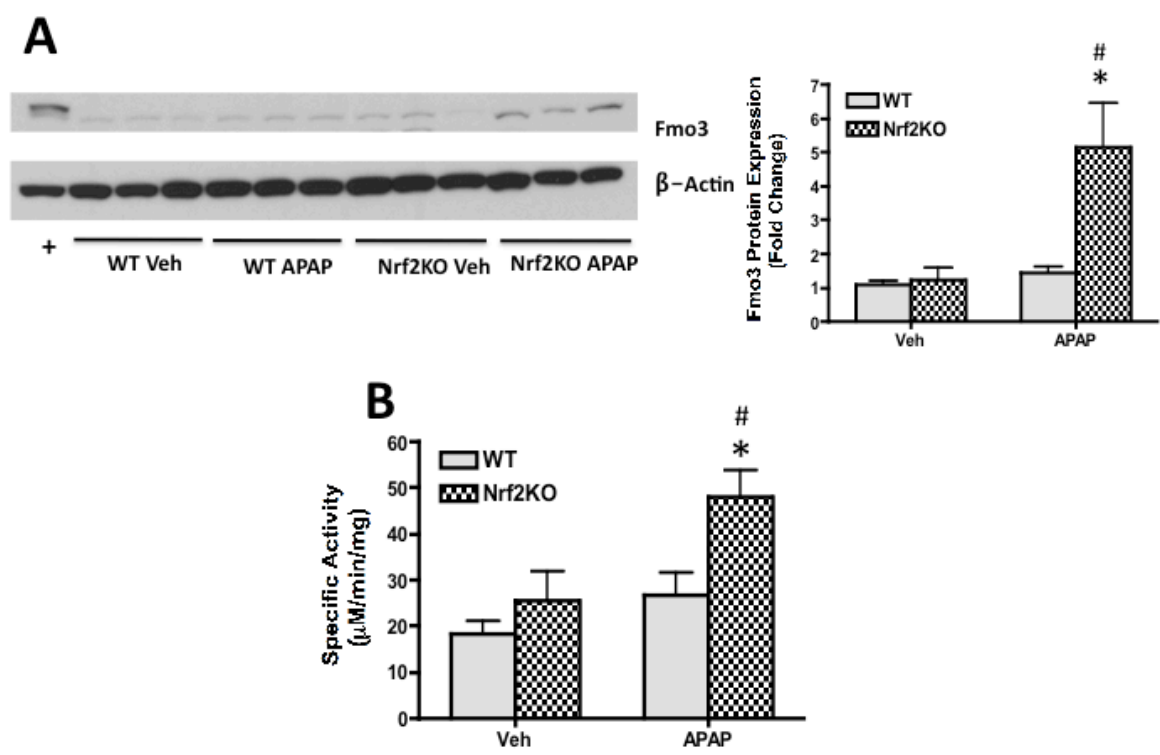 A
Fmo3
β-Actin
+
WT Veh
WT APAP
Nrf2KO Veh
Nrf2KO APAP
Fmo3 Protein Expression
(Fold Change)
7
6
5
4
3
2
1
0
WT
Nrf2KO
#
*
Veh
APAP
B
Specific Activity
(μM/min/mg)
60
50
40
30
20
10
0
WT
Nrf2KO
#
*
Veh
APAP